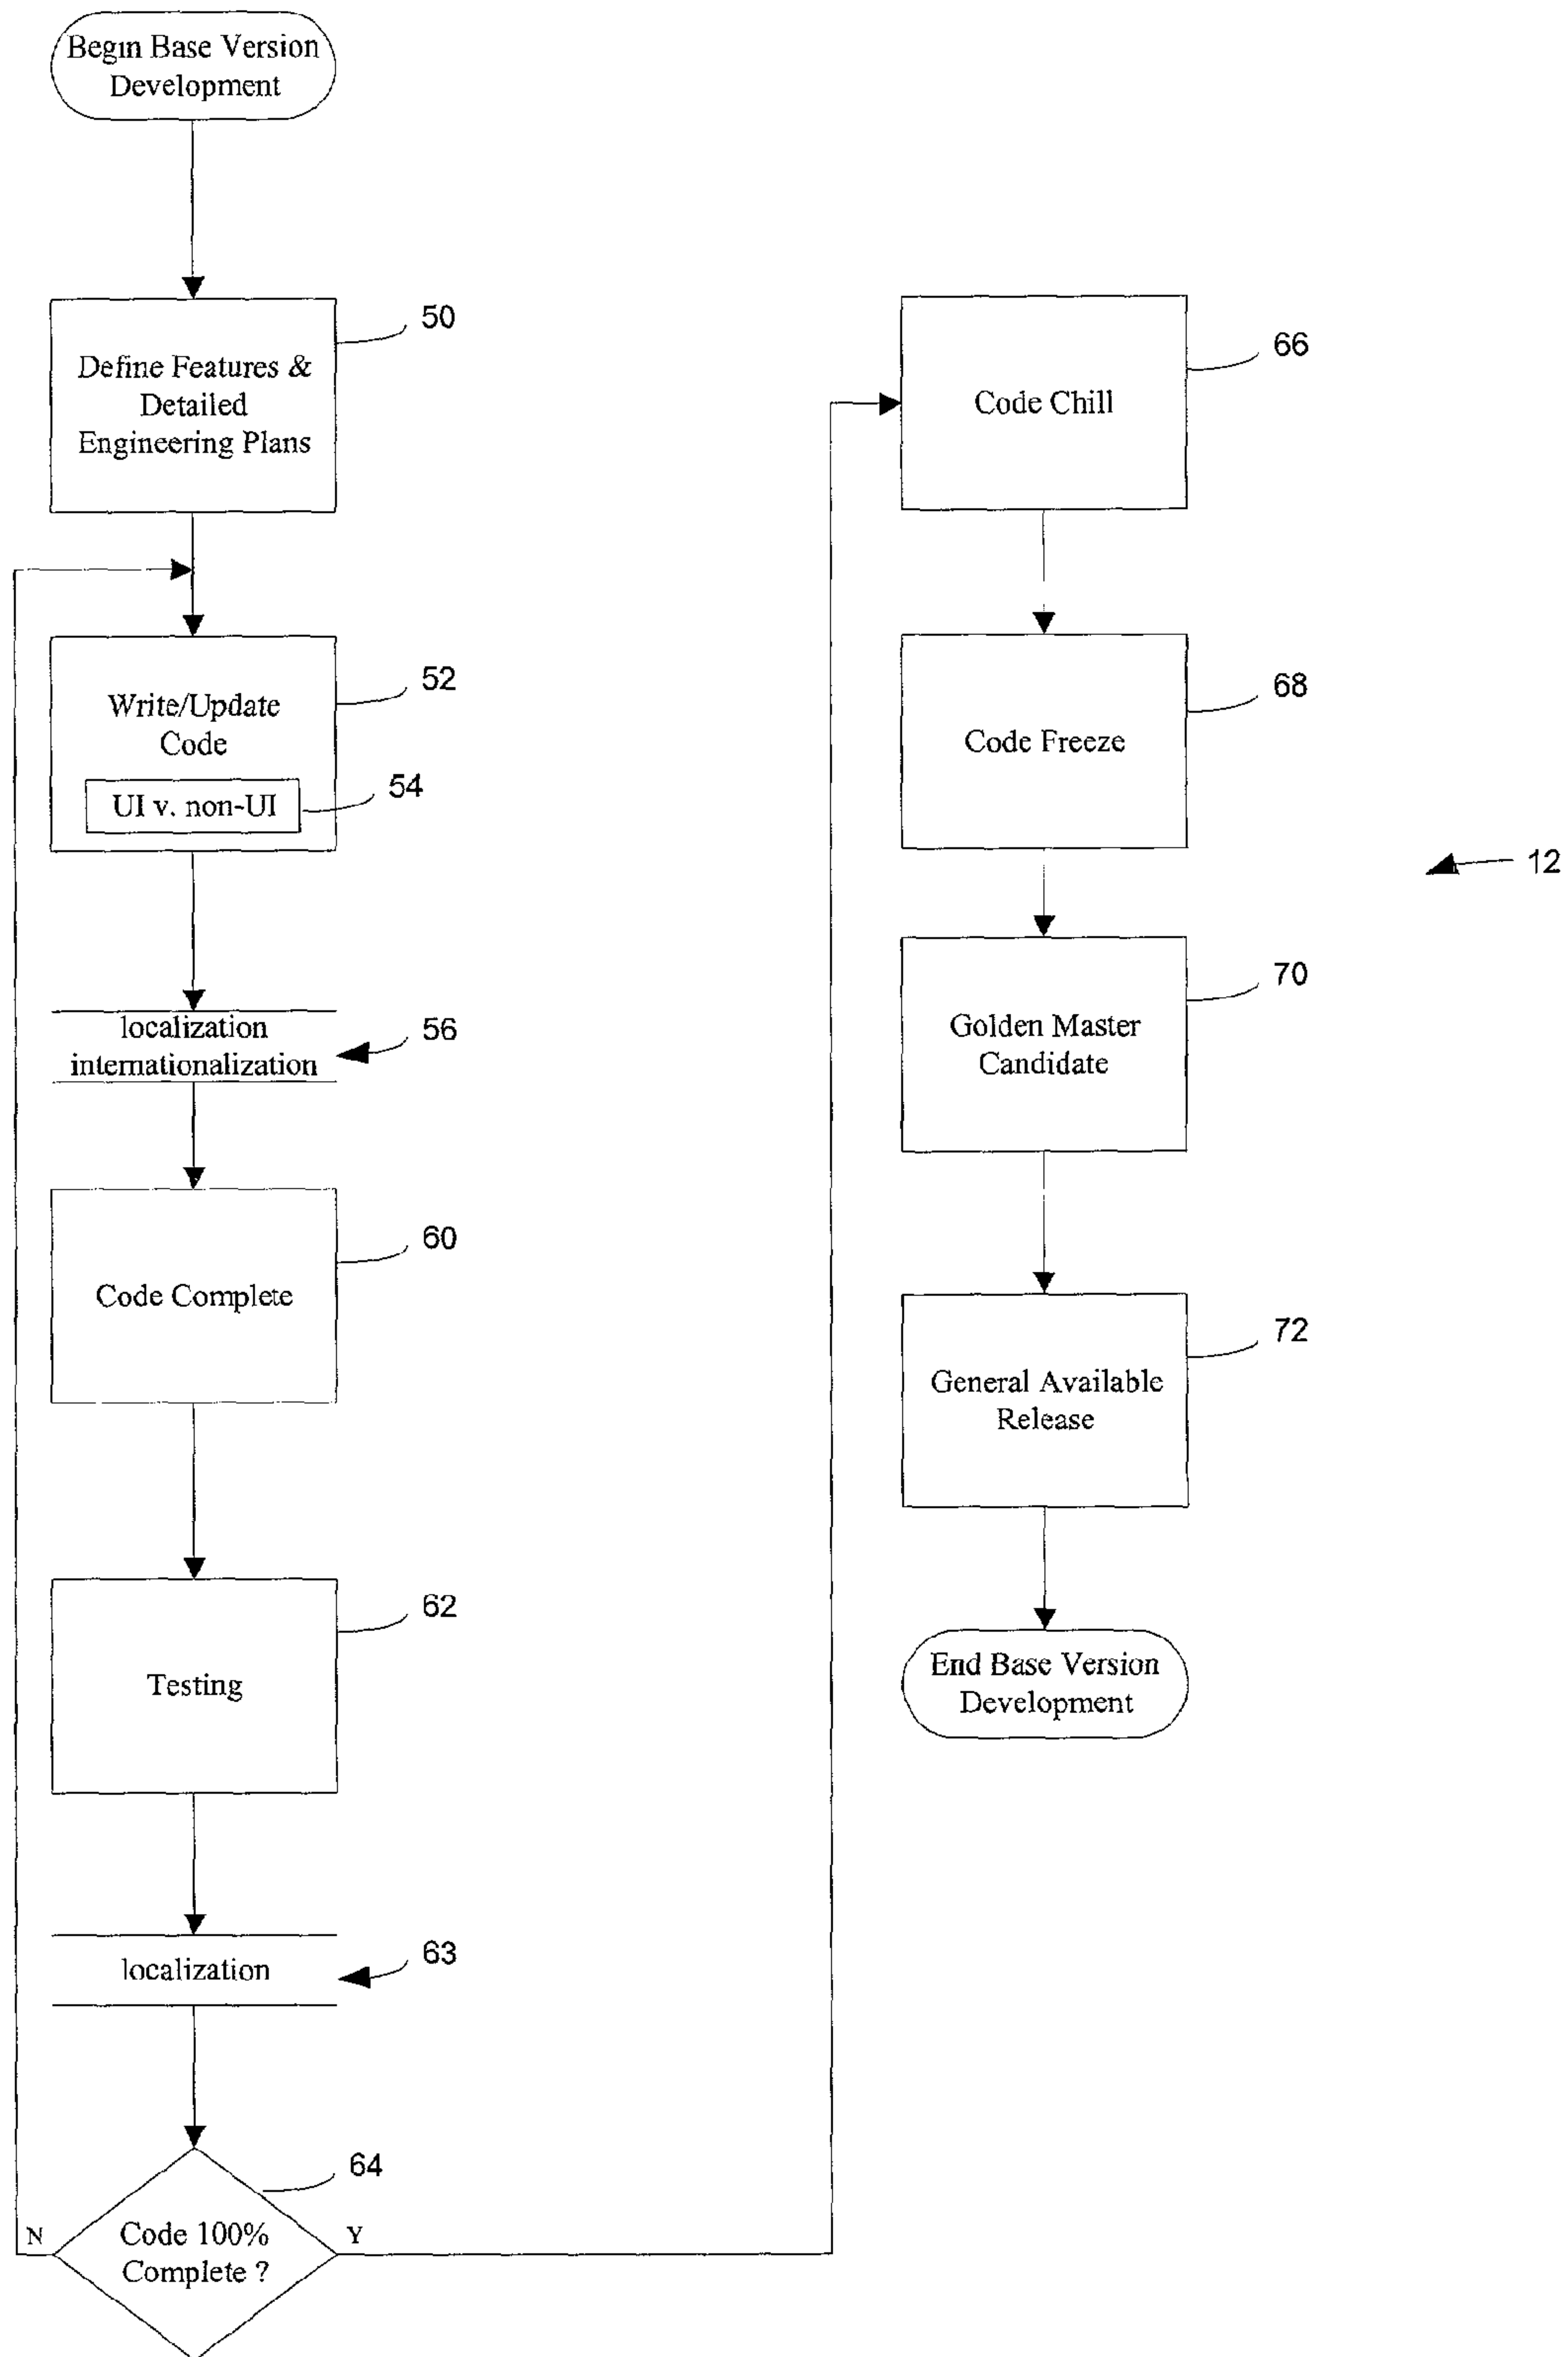 Begin Base Version
Development
50
Define Features &
Detailed
Engineering Plans
52
Write/Update
Code
54
UI v. non-UI
56
localization
internationalization
60
Code Complete
62
Testing
63
localization
64
N
Y
Code 100%
Complete ?
66
Code Chill
68
Code Freeze
12
70
Golden Master
Candidate
72
General Available
Release
End Base Version
Development